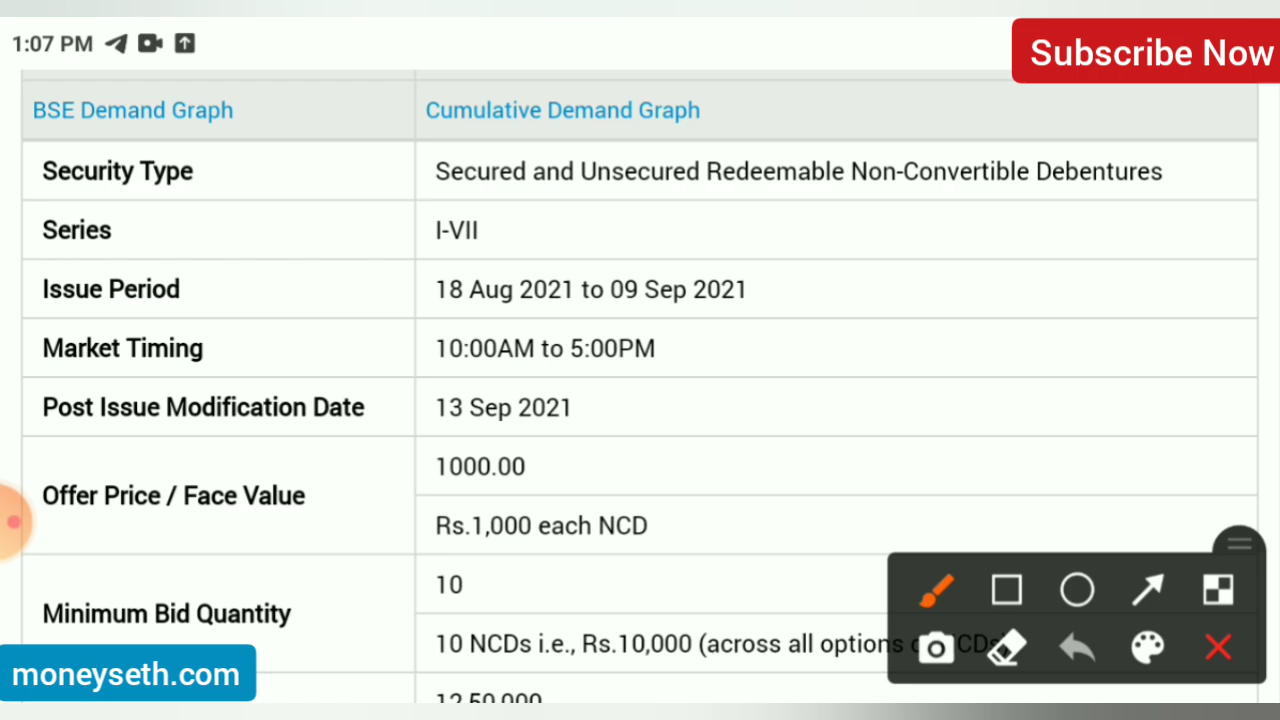 1:07 PM
Subscribe Now
BSE Demand Graph Cumulative Demand Graph
Security Type Secured and Unsecured Redeemable Non-Convertible Debentures
Series I-VII
Issue Period 18 Aug 2021 to 09 Sep 2021
Market Timing 10:00AM to 5:00PM
Post Issue Modification Date 13 Sep 2021
Offer Price / Face Value 1000.00
Rs.1,000 each NCD
Minimum Bid Quantity 10
10 NCDs i.e., Rs.10,000 (across all options
moneyseth.com
12,50,000